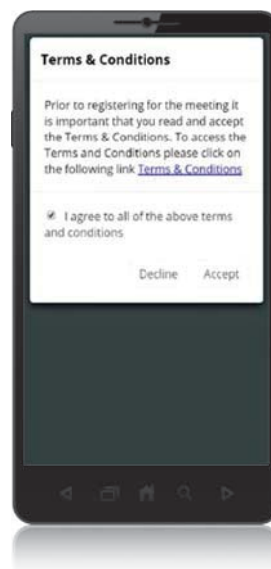 Terms & Conditions
Prior to registering for the meeting it
is important that you read and accept
the Terms & Conditions. To access the
Terms and Conditions please click on
the following link Terms & Conditions
I agree to all of the above terms
and conditions
Decline Accept